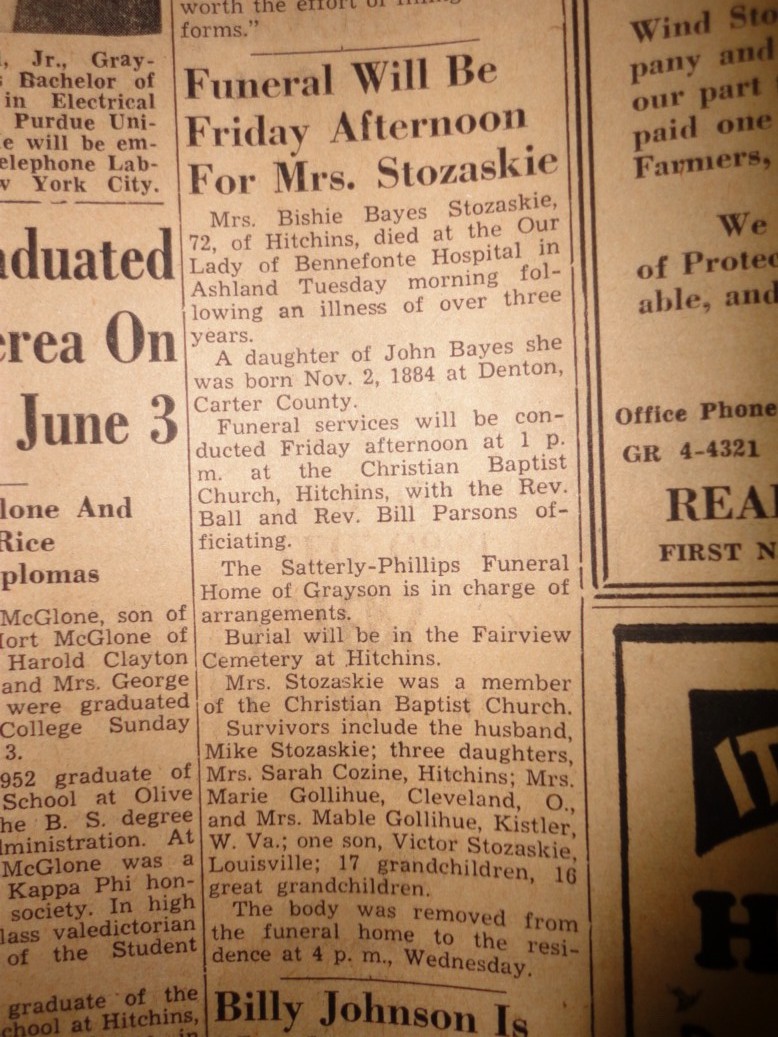 , Jr., Gray-
Bachelor of
in Electrical
Purdue Uni-
e will be em-
elephone Lab-
w York City.
aduated
erea On
June 3
lone And
Rice
plomas
McGlone, son of
ort McGlone of
Harold Clayton
and Mrs. George
were graduated
College Sunday
3.
952 graduate of
School at Olive
he B. S. degree
ministration. At
McGlone was a
Kappa Phi hon-
society. In high
lass valedictorian
of the Student
graduate of the
chool at Hitchins,
in
worth the effort of
forms."
Funeral Will Be
Friday Afternoon
For Mrs. Stozaskie
Mrs. Bishie Bayes Stozaskie,
72, of Hitchins, died at the Our
Lady of Bennefonte Hospital in
Ashland Tuesday morning fol-
lowing an illness of over three
years.
A daughter of John Bayes she
was born Nov. 2, 1884 at Denton,
Carter County.
Funeral services will be con-
ducted Friday afternoon at 1 p.
m. at the Christian Baptist
Church, Hitchins, with the Rev.
Ball and Rev. Bill Parsons of-
ficiating.
The Satterly-Phillips Funeral
Home of Grayson is in charge of
arrangements.
Burial will be in the Fairview
Cemetery at Hitchins.
Mrs. Stozaskie was a member
of the Christian Baptist Church.
Survivors include the husband,
Mike Stozaskie; three daughters,
Mrs. Sarah Cozine, Hitchins; Mrs.
Marie Gollihue, Cleveland, O.,
and Mrs. Mable Gollihue, Kistler,
W. Va.; one son, Victor Stozaskie,
Louisville; 17 grandchildren, 16
great grandchildren.
The body was removed from
the funeral home to the resi-
dence at 4 p. m., Wednesday.
Billy Johnson Is
Wind Sto
pany and
our part
paid one
Farmers,
We
of Protec
able, and
Office Phone
GR 4-4321
REA
FIRST N
IT
H